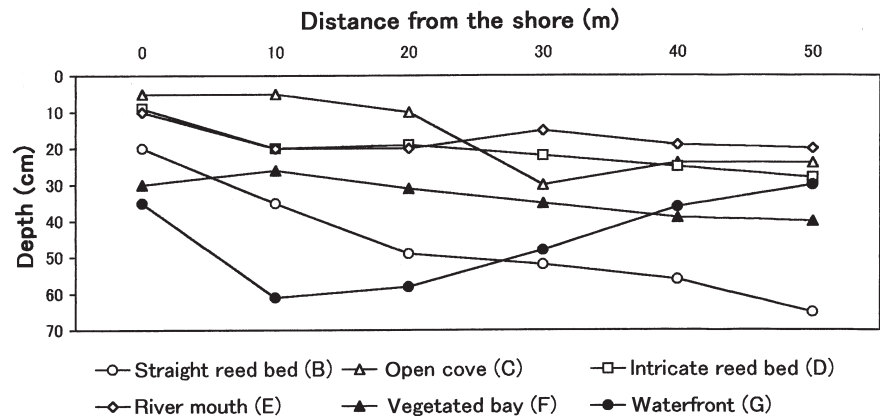 Distance from the shore (m)
0 10 20 30 40 50
0
10
20
30
40
50
60
70
Depth (cm)
Straight reed bed (B) Open cove (C) Intricate reed bed (D)
River mouth (E) Vegetated bay (F) Waterfront (G)